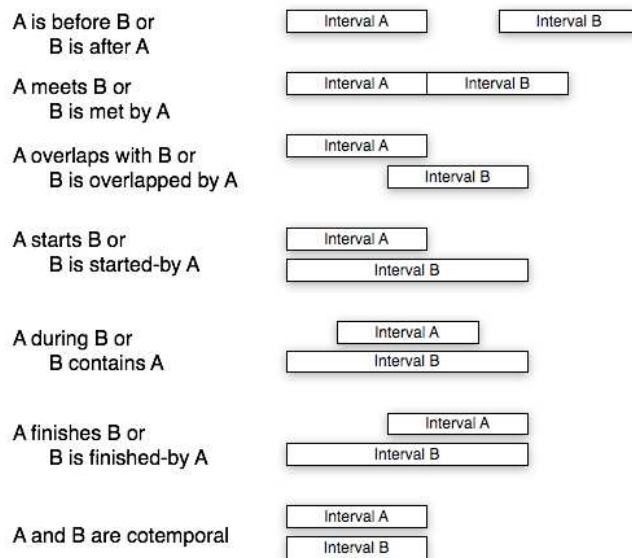 A is before B or
B is after A
Interval A
Interval B
A meets B or
B is met by A
Interval A
Interval B
A overlaps with B or
B is overlapped by A
Interval A
Interval B
A starts B or
B is started-by A
Interval A
Interval B
A during B or
B contains A
Interval A
Interval B
A finishes B or
B is finished-by A
Interval A
Interval B
A and B are cotemporal
Interval A
Interval B